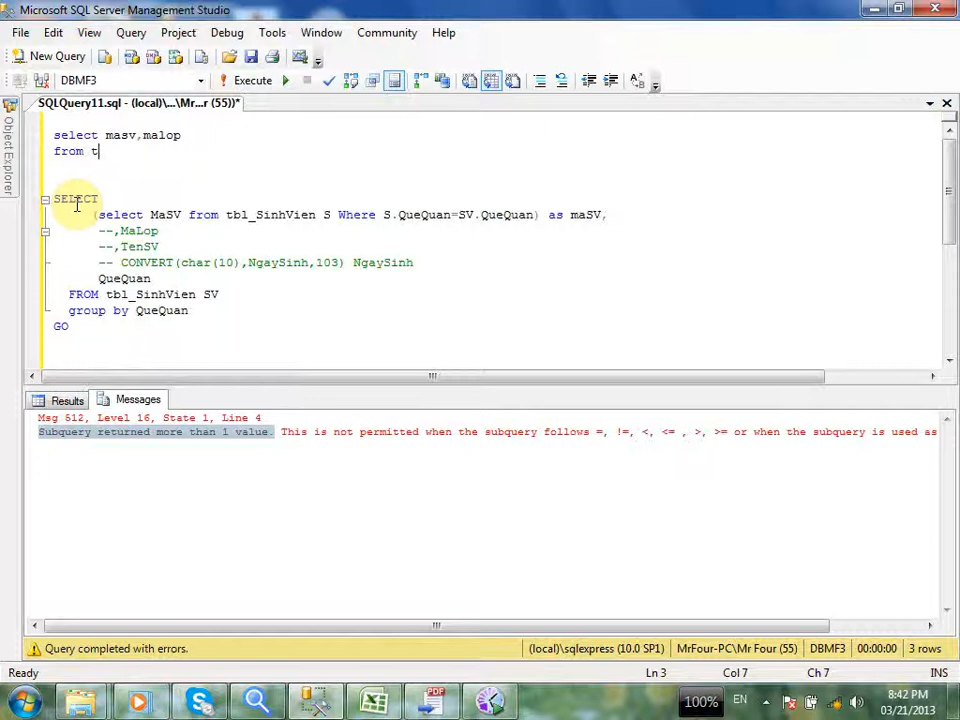 Microsoft SQL Server Management Studio
File Edit View Query Project Debug Tools Window Community Help
New Query
DBMF3 Execute
SQLQuery11.sql - (local)\...\Mr...r (55))*
Object Explorer
select masv,malop
from t
SELECT
(select MaSV from tbl_SinhVien S Where S.QueQuan=SV.QueQuan) as maSV,
--,MaLop
--,TenSV
-- CONVERT(char(10),NgaySinh,103) NgaySinh
QueQuan
FROM tbl_SinhVien SV
group by QueQuan
GO
Results Messages
Msg 512, Level 16, State 1, Line 4
Subquery returned more than 1 value. This is not permitted when the subquery follows =, !=, <, <= , >, >= or when the subquery is used as
Query completed with errors. (local)\sqlexpress (10.0 SP1) MrFour-PC\Mr Four (55) DBMF3 00:00:00 3 rows
Ready Ln 3 Col 7 Ch 7 INS
PDF 100% EN 8:42 PM
03/21/2013